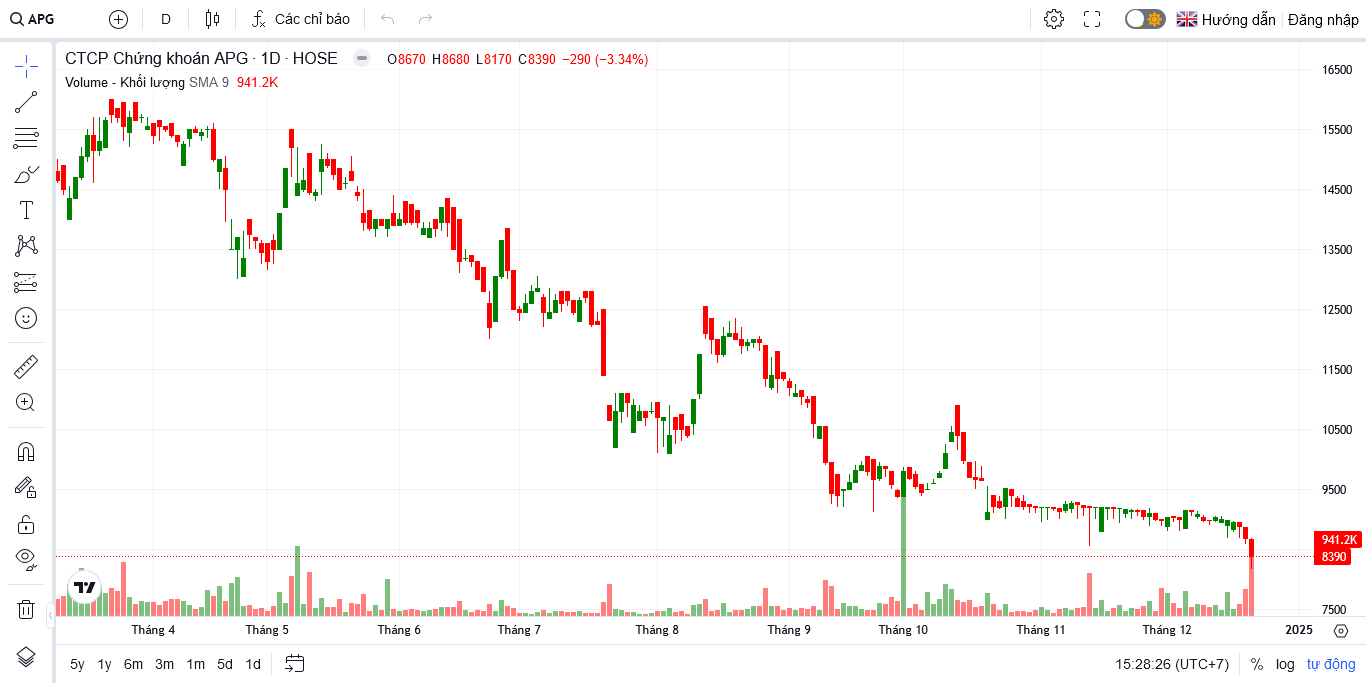 APG D Các chỉ báo Hướng dẫn Đăng nhập
CTCP Chứng khoán APG · 1D · HOSE O8670 H8680 L8170 C8390 −290 (−3.34%)
Volume - Khối lượng SMA 9 941.2K
16500
15500
14500
13500
12500
11500
10500
9500
941.2K
8390
7500
Tháng 4 Tháng 5 Tháng 6 Tháng 7 Tháng 8 Tháng 9 Tháng 10 Tháng 11 Tháng 12 2025
5y 1y 6m 3m 1m 5d 1d 15:28:26 (UTC+7) % log tự động